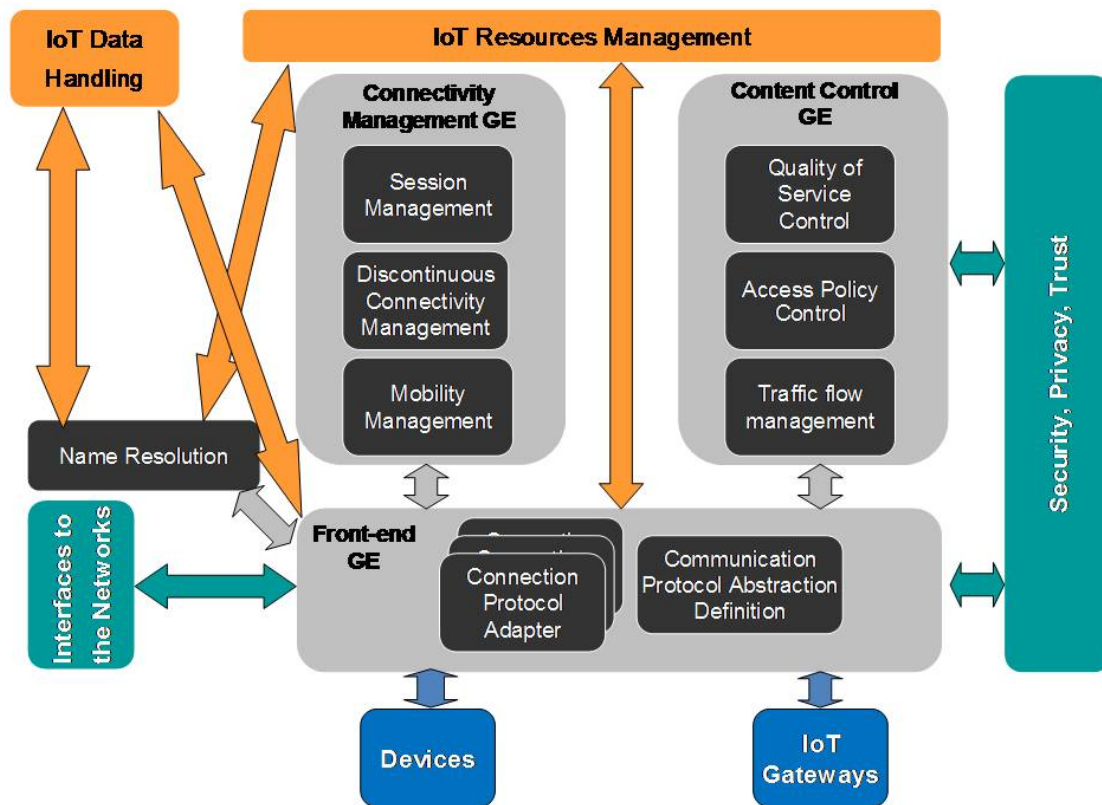 IoT Data
Handling
IoT Resources Management
Connectivity
Management GE
Session
Management
Discontinuous
Connectivity
Management
Mobility
Management
Content Control
GE
Quality of
Service
Control
Access Policy
Control
Traffic flow
management
Security, Privacy, Trust
Name Resolution
Interfaces to
the Networks
Front-end
GE
Connection
Protocol
Adapter
Communication
Protocol Abstraction
Definition
Devices
IoT
Gateways